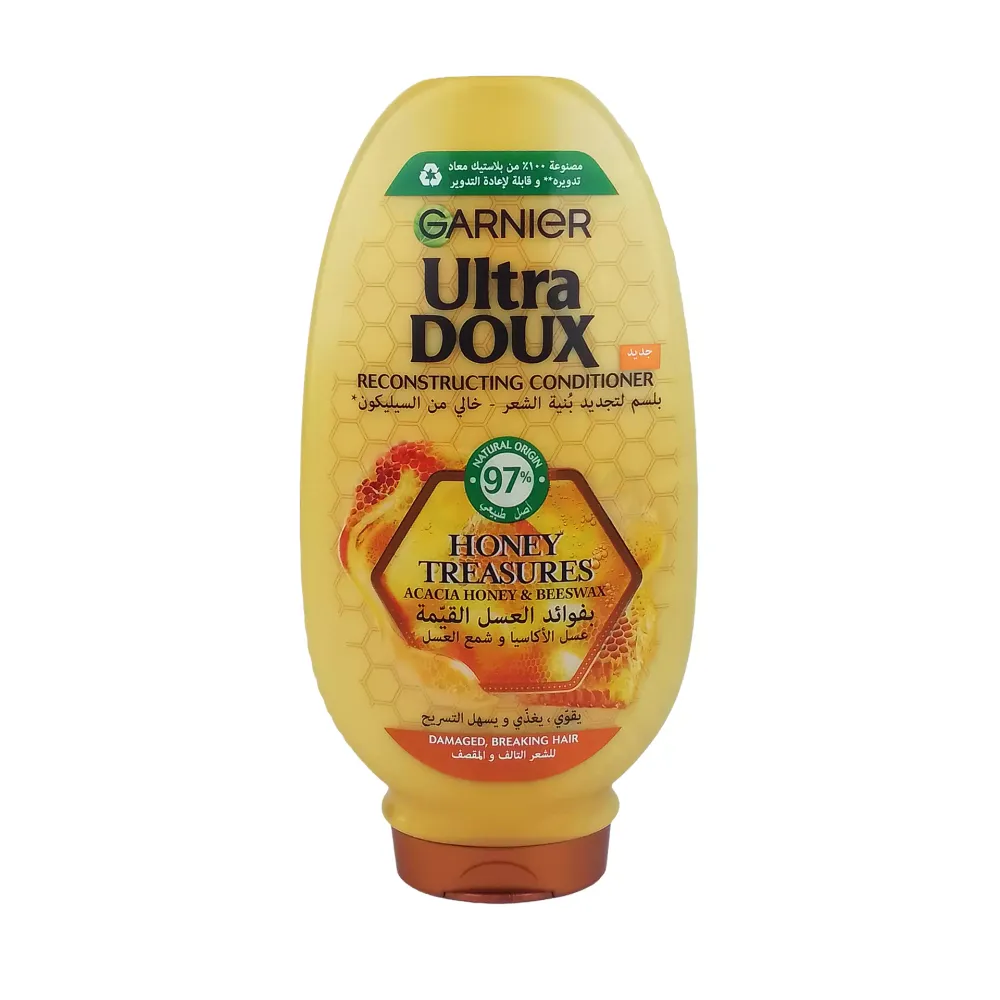 مصنوعة ١٠٠٪ من بلاستيك معاد
تدويره** و قابلة لإعادة التدوير
GARNIER
Ultra
DOUX
جديد
RECONSTRUCTING CONDITIONER
بلسم لتجديد بُنية الشعر - خالي من السيليكون*
NATURAL ORIGIN
97%
أصل طبيعي
HONEY
TREASURES
ACACIA HONEY & BEESWAX
بفوائد العسل القيّمة
عسل الأكاسيا و شمع العسل
يقوّي، يغذّي و يسهل التسريح
DAMAGED, BREAKING HAIR
للشعر التالف و المقصف